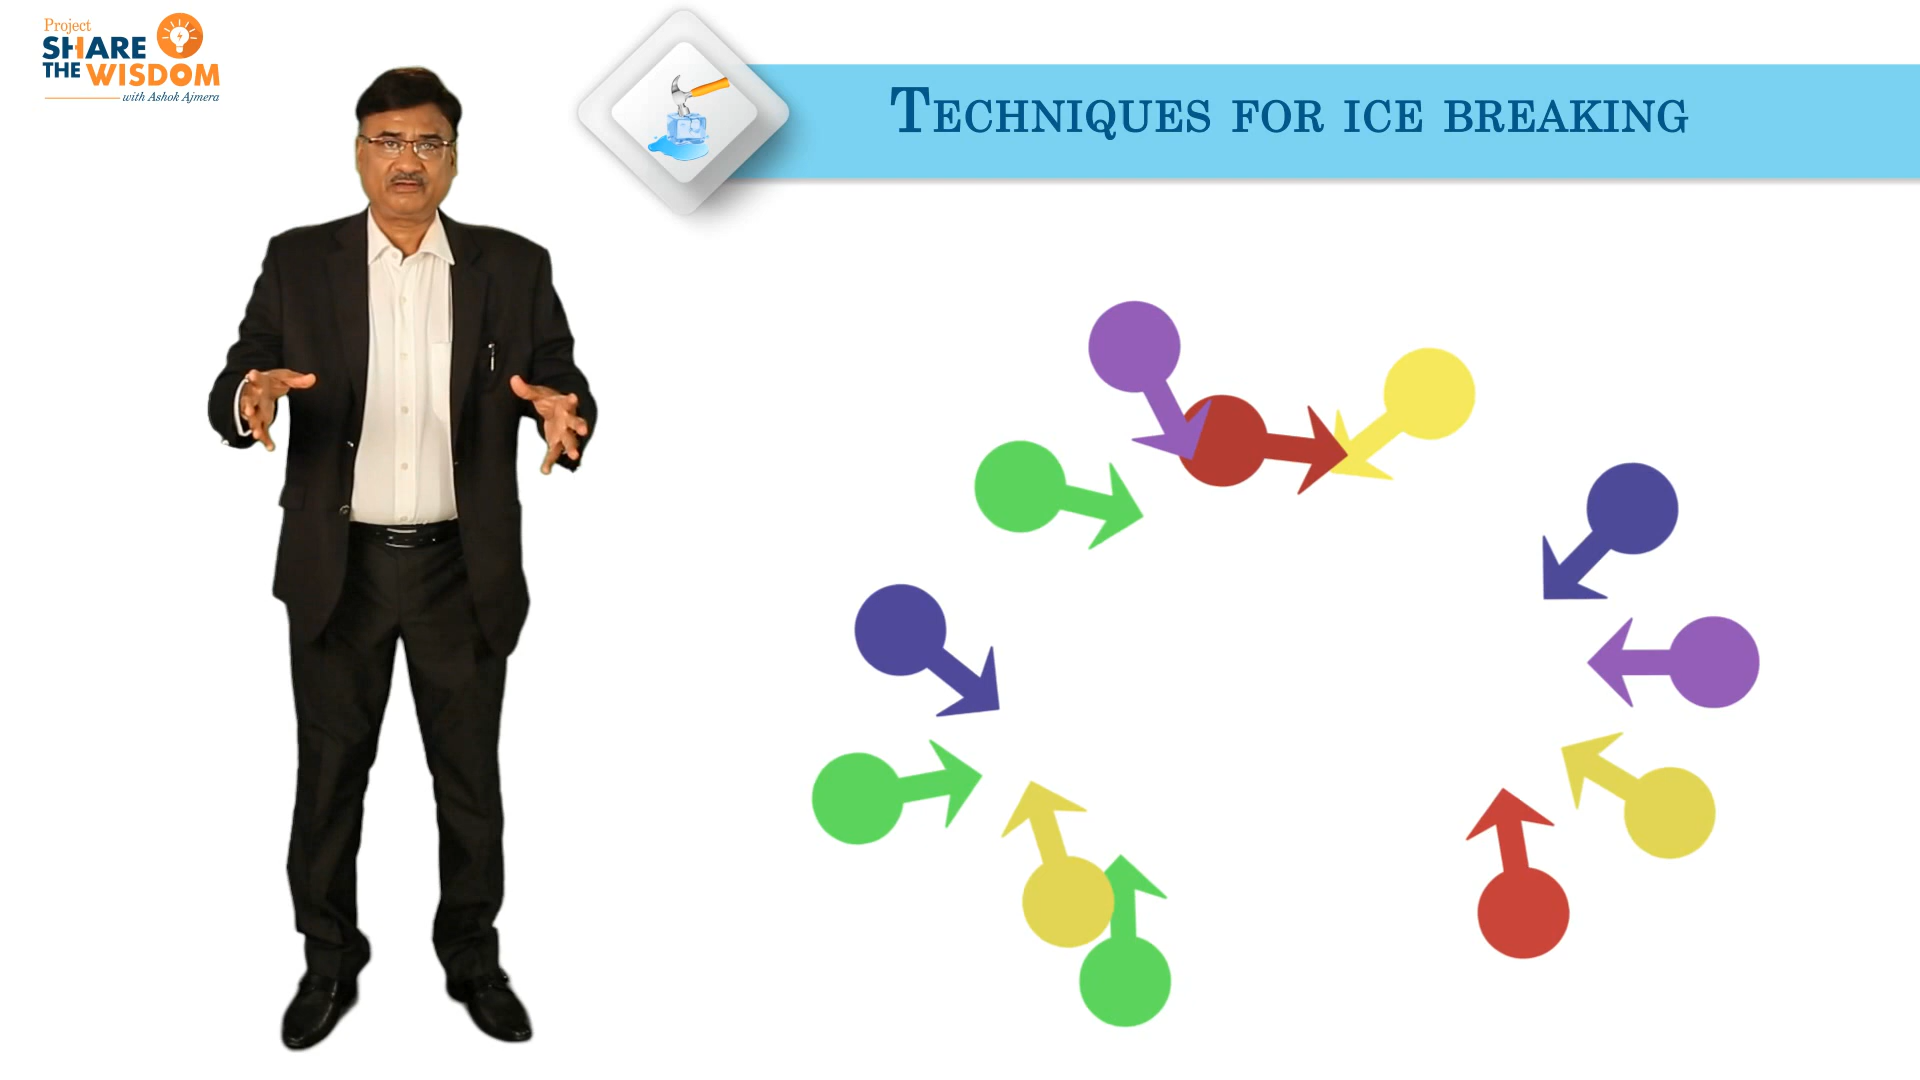 Project
SHARE
THE WISDOM
with Ashok Ajmera
Techniques for ice breaking